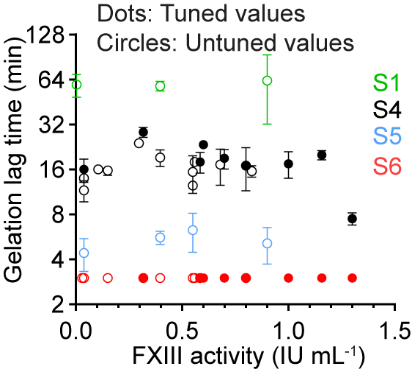 Dots: Tuned values
Circles: Untuned values
Gelation lag time (min)
128
64
32
16
8
4
2
S1
S4
S5
S6
0.0 0.5 1.0 1.5
FXIII activity (IU mL-1)